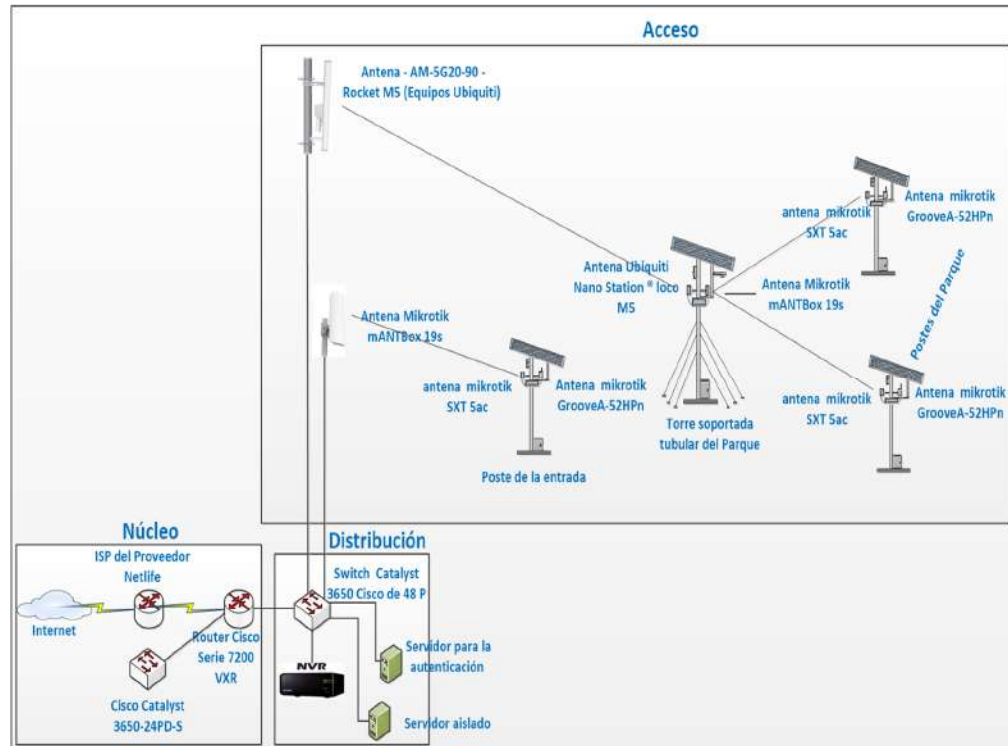 Acceso
Antena - AM-5G20-90 -
Rocket M5 (Equipos Ubiquiti)
antena mikrotik
SXT 5ac
Antena mikrotik
GrooveA-52HPn
Antena Ubiquiti
Nano Station ® loco
M5
Antena Mikrotik
mANTBox 19s
Postes del Parque
Antena Mikrotik
mANTBox 19s
antena mikrotik
SXT 5ac
Antena mikrotik
GrooveA-52HPn
antena mikrotik
SXT 5ac
Antena mikrotik
GrooveA-52HPn
Torre soportada
tubular del Parque
Poste de la entrada
Núcleo
ISP del Proveedor
Netlife
Internet
Router Cisco
Serie 7200
VXR
Cisco Catalyst
3650-24PD-S
Distribución
Switch Catalyst
3650 Cisco de 48 P
NVR
Servidor para la
autenticación
Servidor aislado